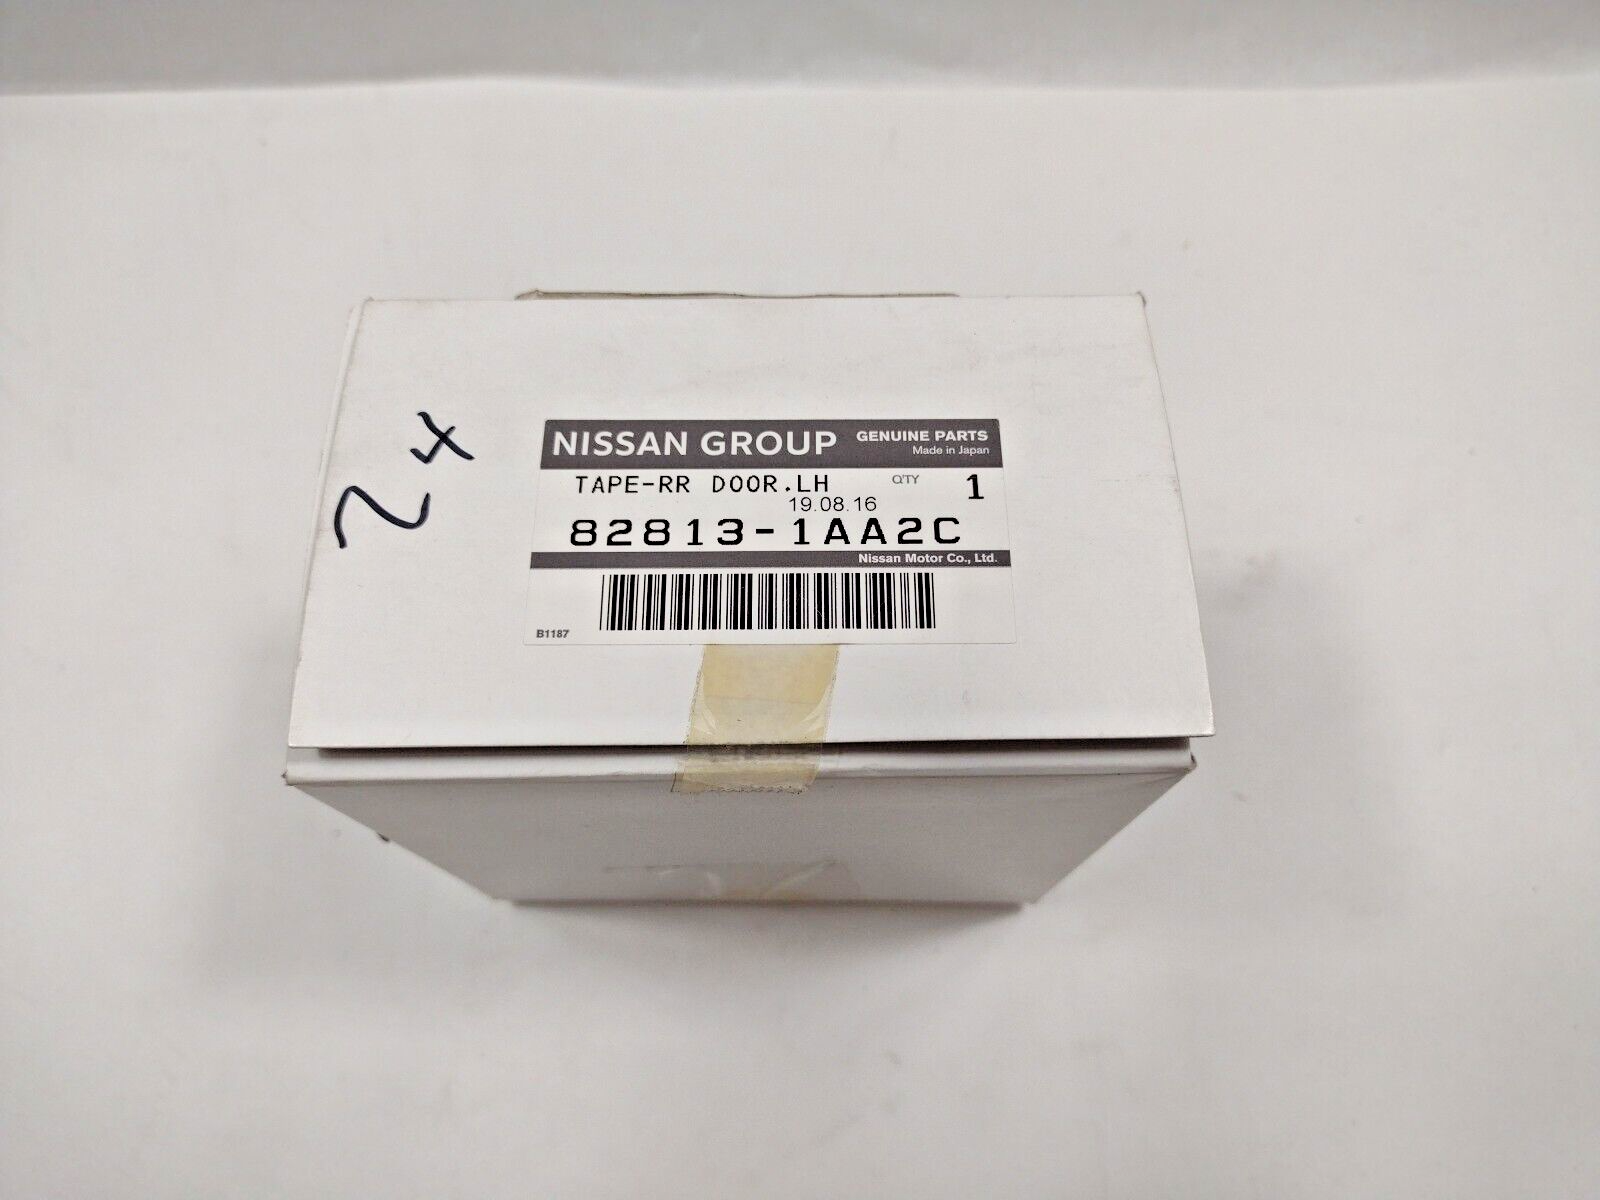 24
NISSAN GROUP GENUINE PARTS
Made in Japan
TAPE-RR DOOR.LH Q'TY 1
19.08.16
82813-1AA2C
Nissan Motor Co., Ltd.
B1187